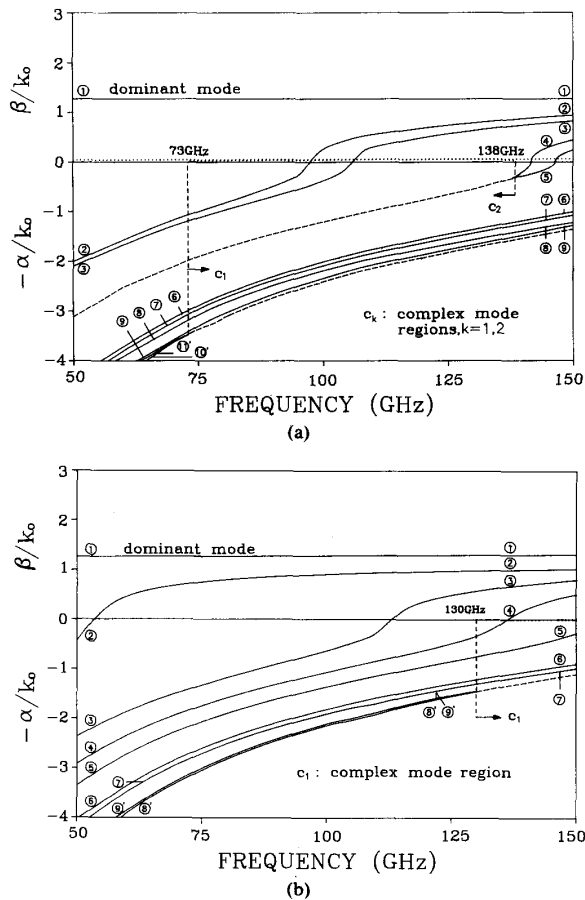 3
2
1
0
-1
-2
-3
-4
β/k₀
-α/k₀
① dominant mode ①
②
③
73GHz
138GHz
④
⑤
②
③
c₂
c₁
⑦ ⑥
⑧ ⑨
⑨ ⑧ ⑦ ⑥
cₖ : complex mode
regions,k=1,2
⑪' ⑩'
50 75 100 125 150
FREQUENCY (GHz)
(a)
3
2
1
0
-1
-2
-3
-4
β/k₀
-α/k₀
① dominant mode ①
②
③
130GHz ④
②
⑤
⑥
③
④
⑦
⑧' ⑨'
c₁
⑤
⑦
⑥
⑨' ⑧'
c₁ : complex mode region
50 75 100 125 150
FREQUENCY (GHz)
(b)